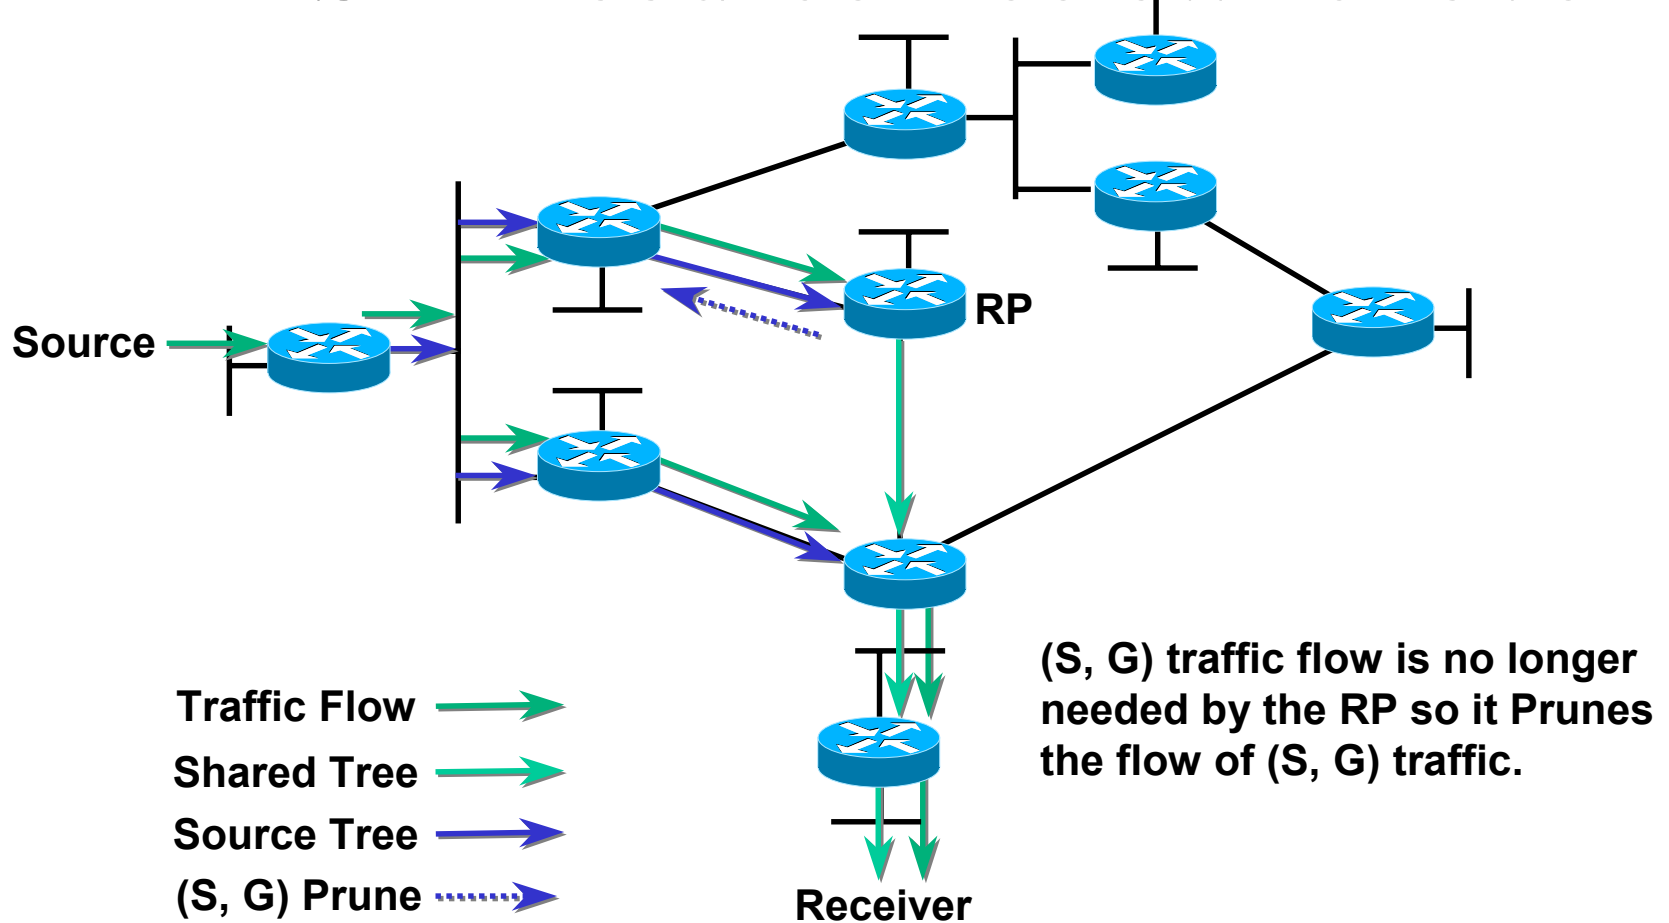 Source
RP
(S, G) traffic flow is no longer
needed by the RP so it Prunes
the flow of (S, G) traffic.
Traffic Flow
Shared Tree
Source Tree
(S, G) Prune
Receiver